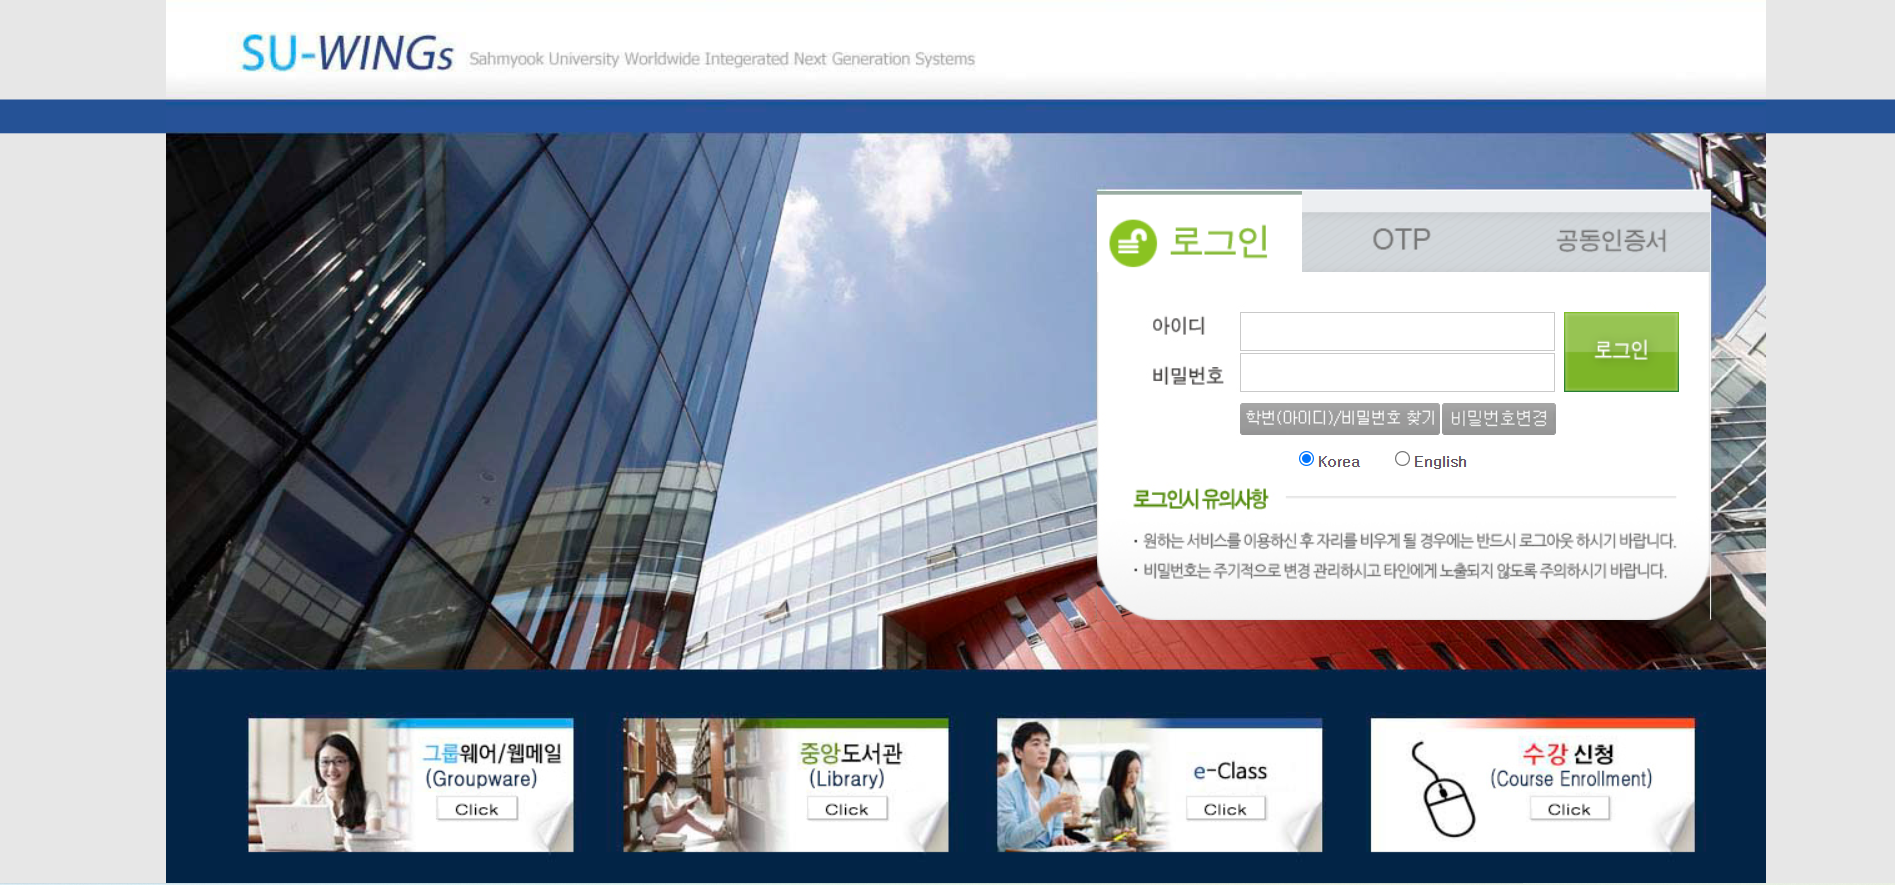 SU-WINGs Sahmyook University Worldwide Integerated Next Generation Systems
로그인 OTP 공동인증서
아이디
비밀번호
로그인
학번(아이디)/비밀번호 찾기 비밀번호변경
Korea English
로그인시 유의사항
· 원하는 서비스를 이용하신 후 자리를 비우게 될 경우에는 반드시 로그아웃 하시기 바랍니다.
· 비밀번호는 주기적으로 변경 관리하시고 타인에게 노출되지 않도록 주의하시기 바랍니다.
그룹웨어/웹메일
(Groupware)
Click
중앙도서관
(Library)
Click
e-Class
Click
수강 신청
(Course Enrollment)
Click